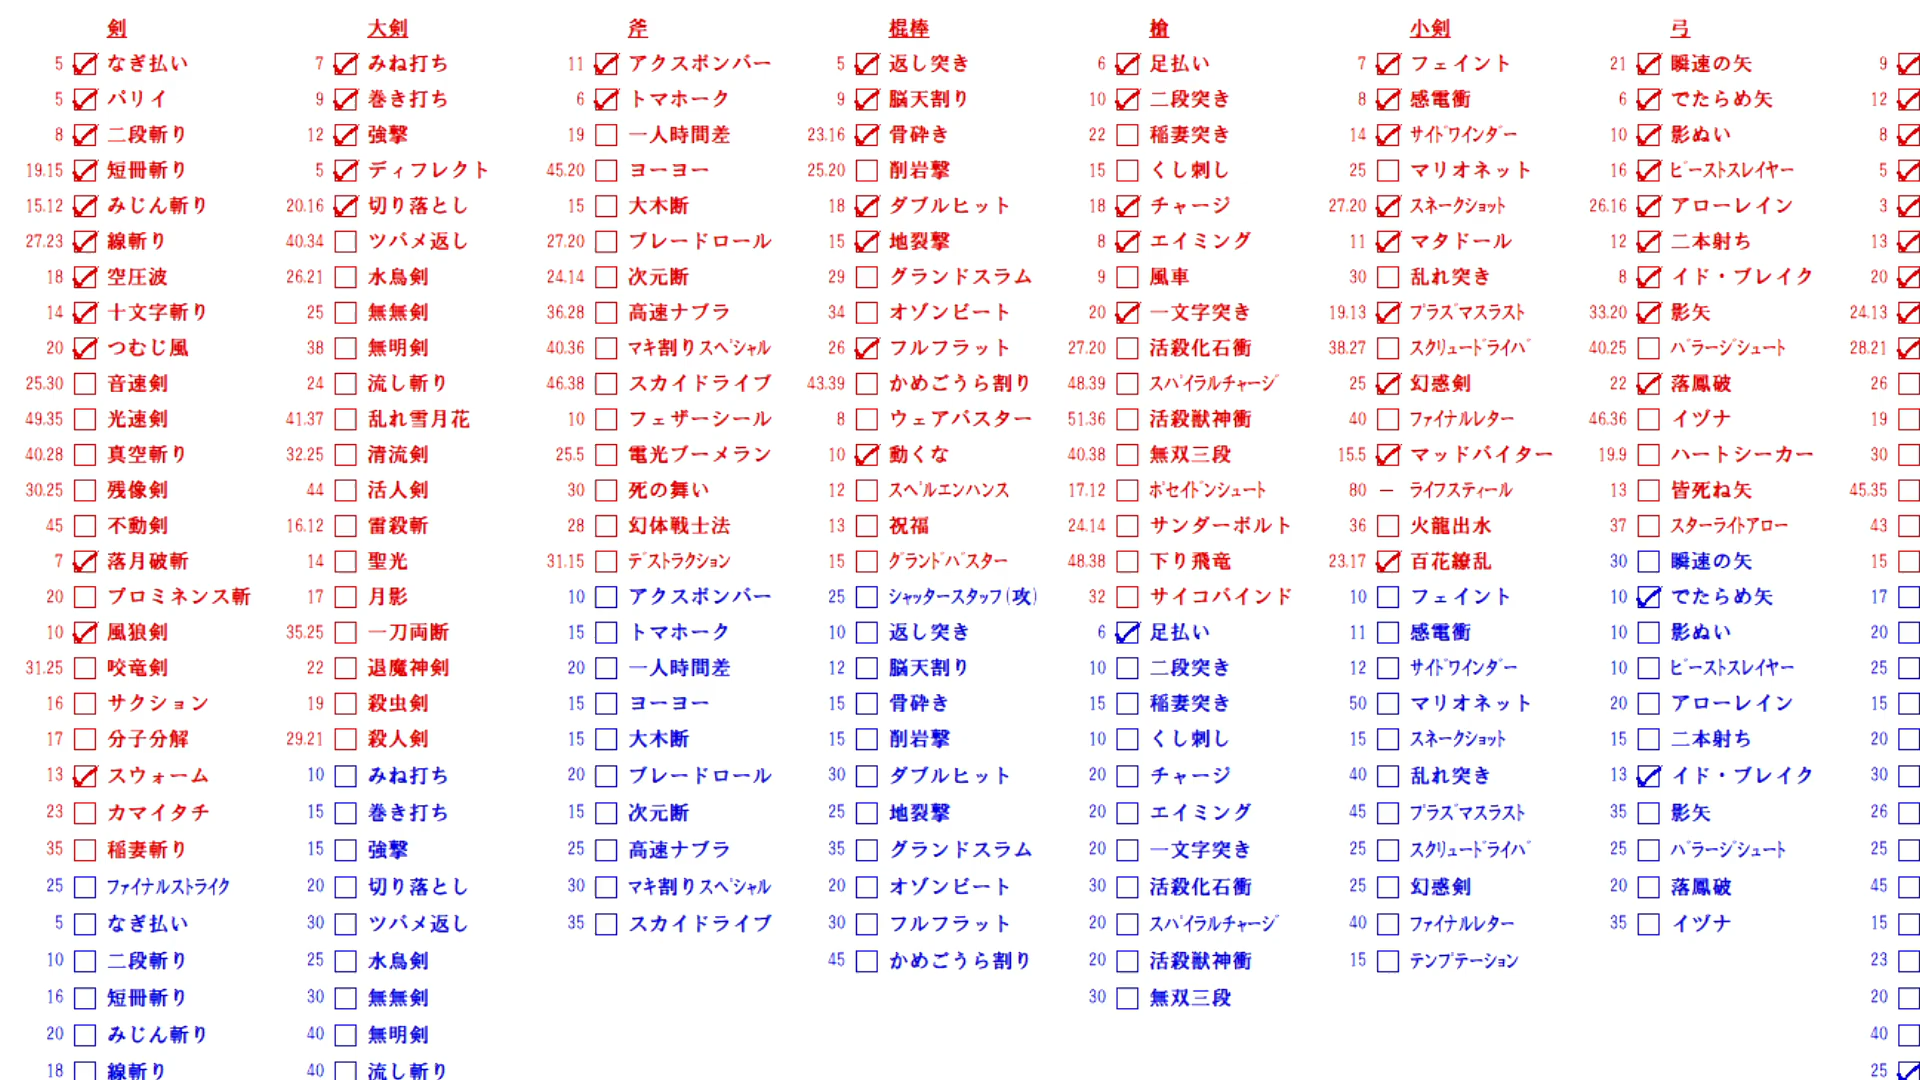 剣
5 なぎ払い
5 パリイ
8 二段斬り
19.15 短冊斬り
15.12 みじん斬り
27.23 線斬り
18 空圧波
14 十文字斬り
20 つむじ風
25.30 音速剣
49.35 光速剣
40.28 真空斬り
30.25 残像剣
45 不動剣
7 落月破斬
20 プロミネンス斬
10 風狼剣
31.25 咬竜剣
16 サクション
17 分子分解
13 スウォーム
23 カマイタチ
35 稲妻斬り
25 ファイナルストライク
5 なぎ払い
10 二段斬り
16 短冊斬り
20 みじん斬り
18 線斬り
大剣
7 みね打ち
9 巻き打ち
12 強撃
5 ディフレクト
20.16 切り落とし
40.34 ツバメ返し
26.21 水鳥剣
25 無無剣
38 無明剣
24 流し斬り
41.37 乱れ雪月花
32.25 清流剣
44 活人剣
16.12 雷殺斬
14 聖光
17 月影
35.25 一刀両断
22 退魔神剣
19 殺虫剣
29.21 殺人剣
10 みね打ち
15 巻き打ち
15 強撃
20 切り落とし
30 ツバメ返し
25 水鳥剣
30 無無剣
40 無明剣
40 流し斬り
斧
11 アクスボンバー
6 トマホーク
19 一人時間差
45.20 ヨーヨー
15 大木断
27.20 ブレードロール
24.14 次元断
36.28 高速ナブラ
40.36 マキ割りスペシャル
46.38 スカイドライブ
10 フェザーシール
25.5 電光ブーメラン
30 死の舞い
28 幻体戦士法
31.15 デストラクション
10 アクスボンバー
15 トマホーク
20 一人時間差
15 ヨーヨー
15 大木断
20 ブレードロール
15 次元断
25 高速ナブラ
30 マキ割りスペシャル
35 スカイドライブ
棍棒
5 返し突き
9 脳天割り
23.16 骨砕き
25.20 削岩撃
18 ダブルヒット
15 地裂撃
29 グランドスラム
34 オゾンビート
26 フルフラット
43.39 かめごうら割り
8 ウェアバスター
10 動くな
12 スペルエンハンス
13 祝福
15 グランドバスター
25 シャッタースタッフ(攻)
10 返し突き
12 脳天割り
15 骨砕き
15 削岩撃
30 ダブルヒット
25 地裂撃
35 グランドスラム
20 オゾンビート
30 フルフラット
45 かめごうら割り
槍
6 足払い
10 二段突き
22 稲妻突き
15 くし刺し
18 チャージ
8 エイミング
9 風車
20 一文字突き
27.20 活殺化石衝
48.39 スパイラルチャージ
51.36 活殺獣神衝
40.38 無双三段
17.12 ポセイドンシュート
24.14 サンダーボルト
48.38 下り飛竜
32 サイコバインド
6 足払い
10 二段突き
15 稲妻突き
10 くし刺し
20 チャージ
20 エイミング
20 一文字突き
30 活殺化石衝
20 スパイラルチャージ
20 活殺獣神衝
30 無双三段
小剣
7 フェイント
8 感電衝
14 サイドワインダー
25 マリオネット
27.20 スネークショット
11 マタドール
30 乱れ突き
19.13 プラズマスラスト
38.27 スクリュードライバ
25 幻惑剣
40 ファイナルレター
15.5 マッドバイター
80 － ライフスティール
36 火龍出水
23.17 百花繚乱
10 フェイント
11 感電衝
12 サイドワインダー
50 マリオネット
15 スネークショット
40 乱れ突き
45 プラズマスラスト
25 スクリュードライバ
25 幻惑剣
40 ファイナルレター
15 テンプテーション
弓
21 瞬速の矢
6 でたらめ矢
10 影ぬい
16 ビーストスレイヤー
26.16 アローレイン
12 二本射ち
8 イド・ブレイク
33.20 影矢
40.25 バラージシュート
22 落鳳破
46.36 イヅナ
19.9 ハートシーカー
13 皆死ね矢
37 スターライトアロー
30 瞬速の矢
10 でたらめ矢
10 影ぬい
10 ビーストスレイヤー
20 アローレイン
15 二本射ち
13 イド・ブレイク
35 影矢
25 バラージシュート
20 落鳳破
35 イヅナ
9
12
8
5
3
13
20
24.13
28.21
26
19
30
45.35
43
15
17
20
25
15
20
30
26
25
45
15
23
20
40
25